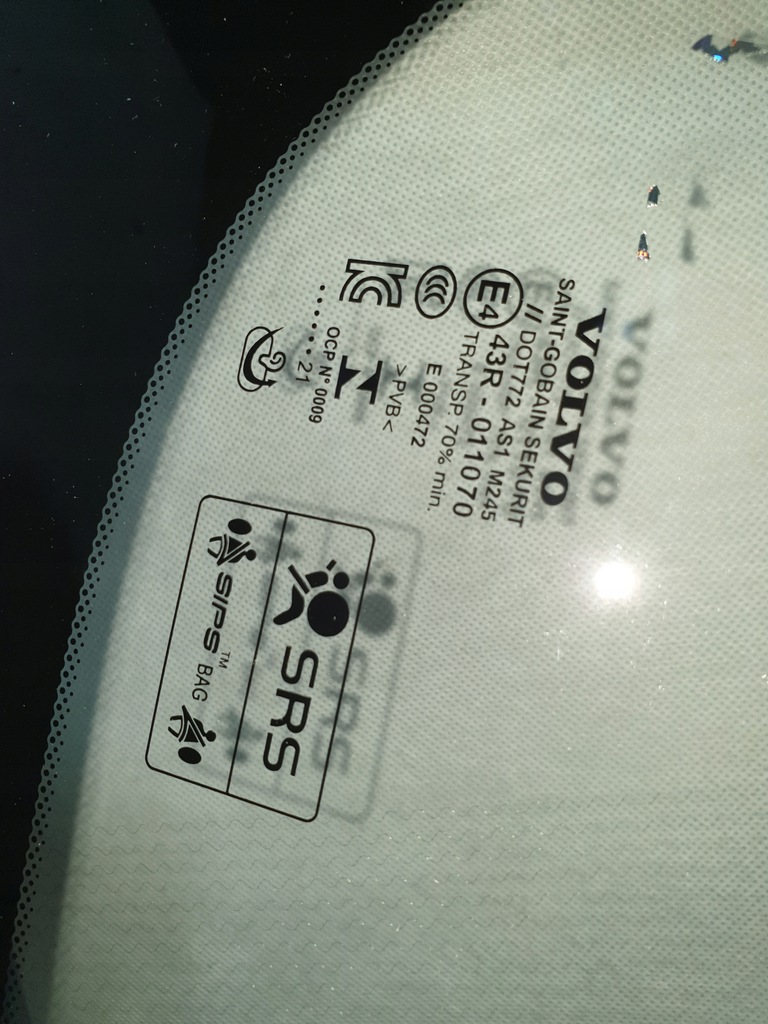 VOLVO
SAINT-GOBAIN SEKURIT
// DOT772 AS1 M245
E4 43R - 011070
TRANSP. 70% min.
E 000472
>PVB<
OCP N° 0009
. . . . . . . 21
SRS
SIPS™ BAG